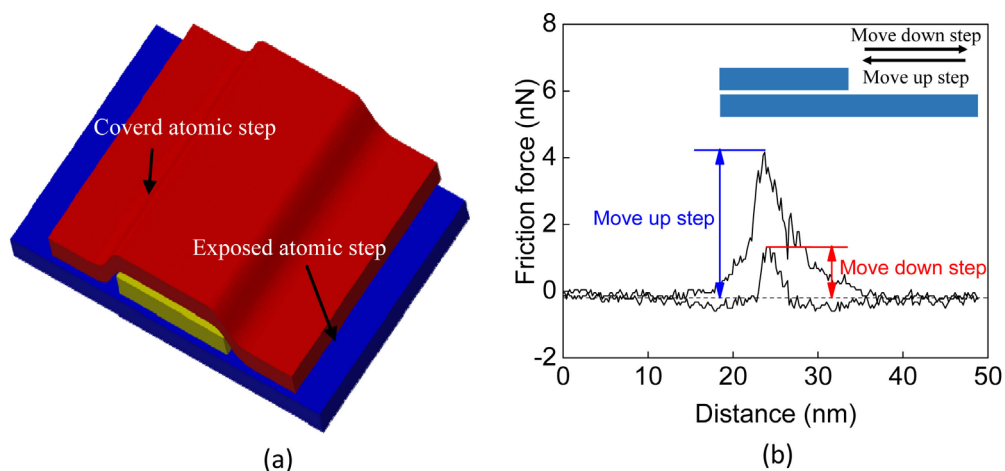 Coverd atomic step
Exposed atomic step
(a)
Friction force (nN)
8
6
4
2
0
-2
Move down step
Move up step
Move up step
Move down step
0
10
20
30
40
50
Distance (nm)
(b)